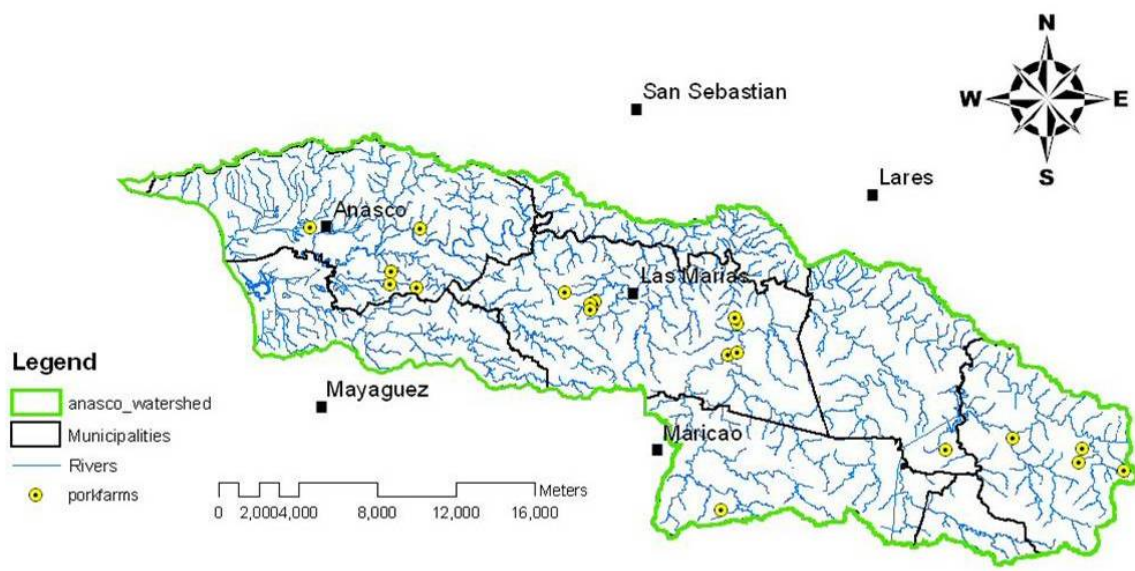 N
San Sebastian
W E
S
Lares
Anasco
Las Marias
Legend
anasco_watershed
Mayaguez
Municipalities
Maricao
Rivers
porkfarms
Meters
0 2,0004,000 8,000 12,000 16,000